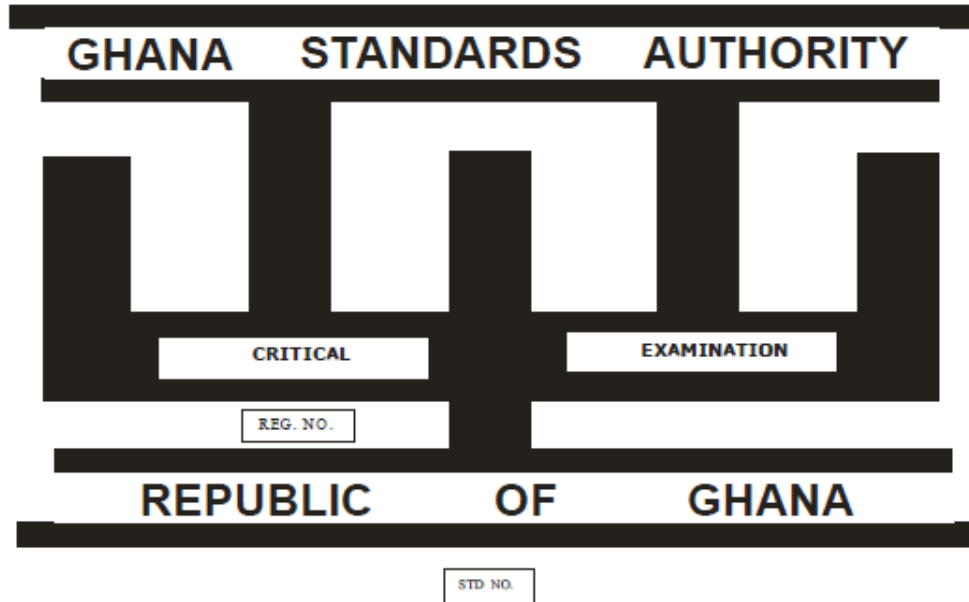 GHANA STANDARDS AUTHORITY
CRITICAL EXAMINATION
REG. NO.
REPUBLIC OF GHANA
STD NO.